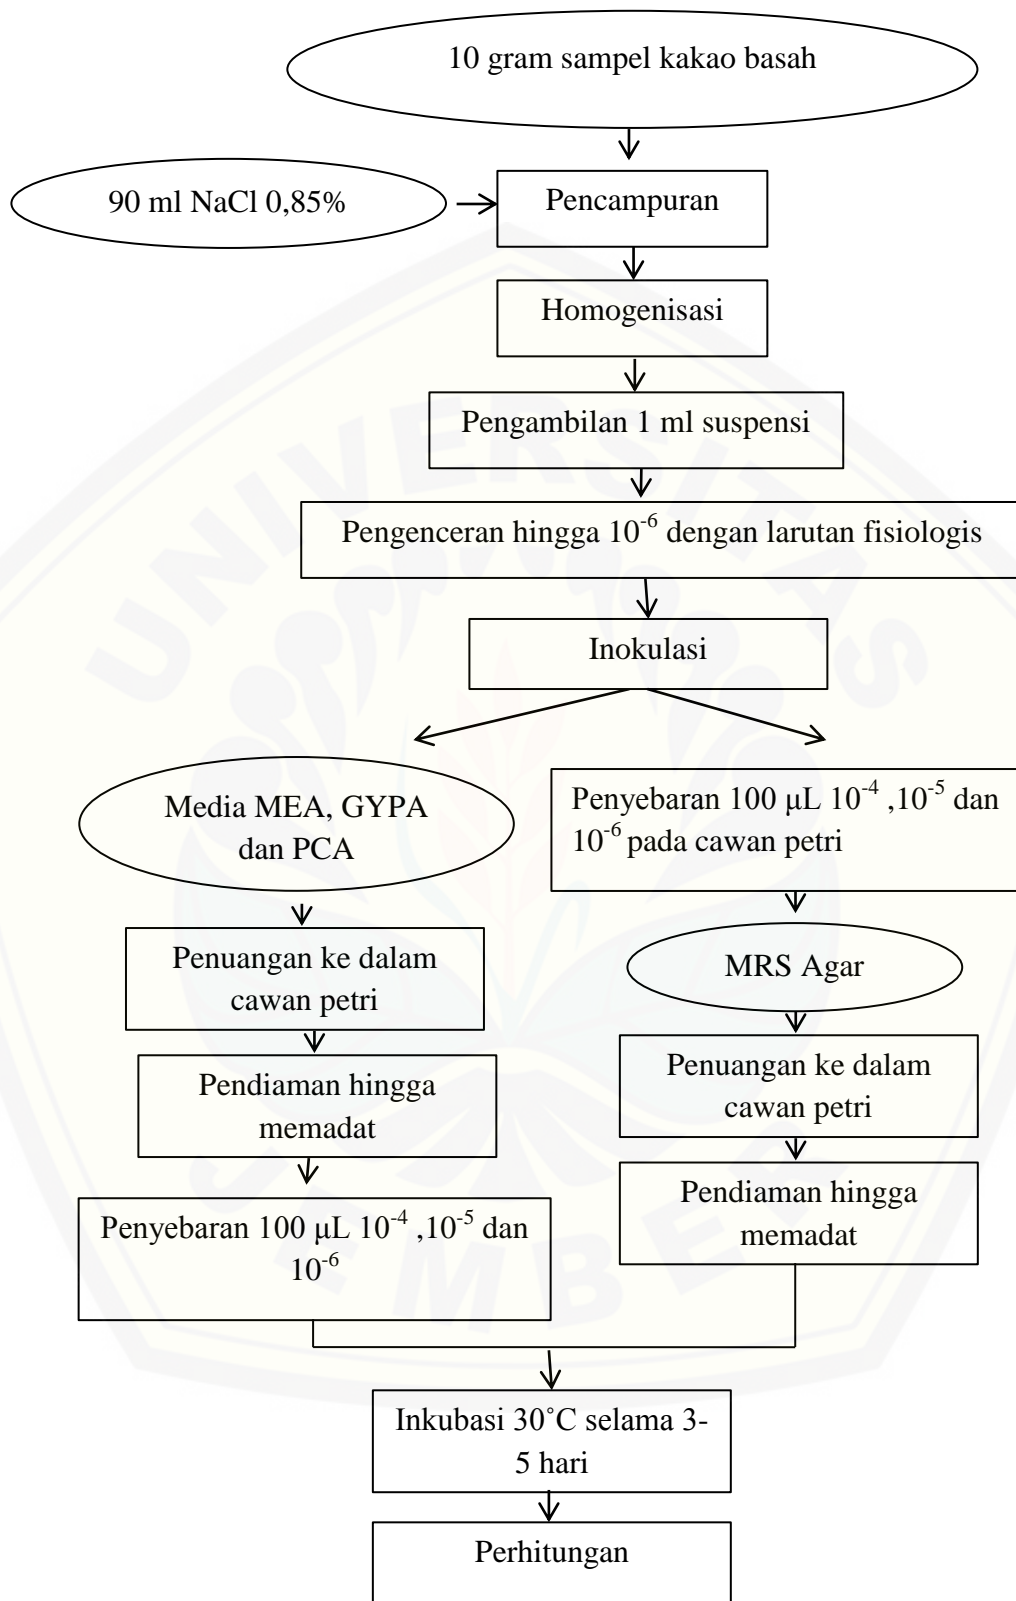 10 gram sampel kakao basah
90 ml NaCl 0,85%
Pencampuran
Homogenisasi
Pengambilan 1 ml suspensi
Pengenceran hingga 10⁻⁶ dengan larutan fisiologis
Inokulasi
Media MEA, GYPA
dan PCA
Penuangan ke dalam
cawan petri
Pendiaman hingga
memadat
Penyebaran 100 μL 10⁻⁴ ,10⁻⁵ dan
10⁻⁶
Penyebaran 100 μL 10⁻⁴ ,10⁻⁵ dan
10⁻⁶ pada cawan petri
MRS Agar
Penuangan ke dalam
cawan petri
Pendiaman hingga
memadat
Inkubasi 30˚C selama 3-
5 hari
Perhitungan
UNIVERSITAS
JEMBER